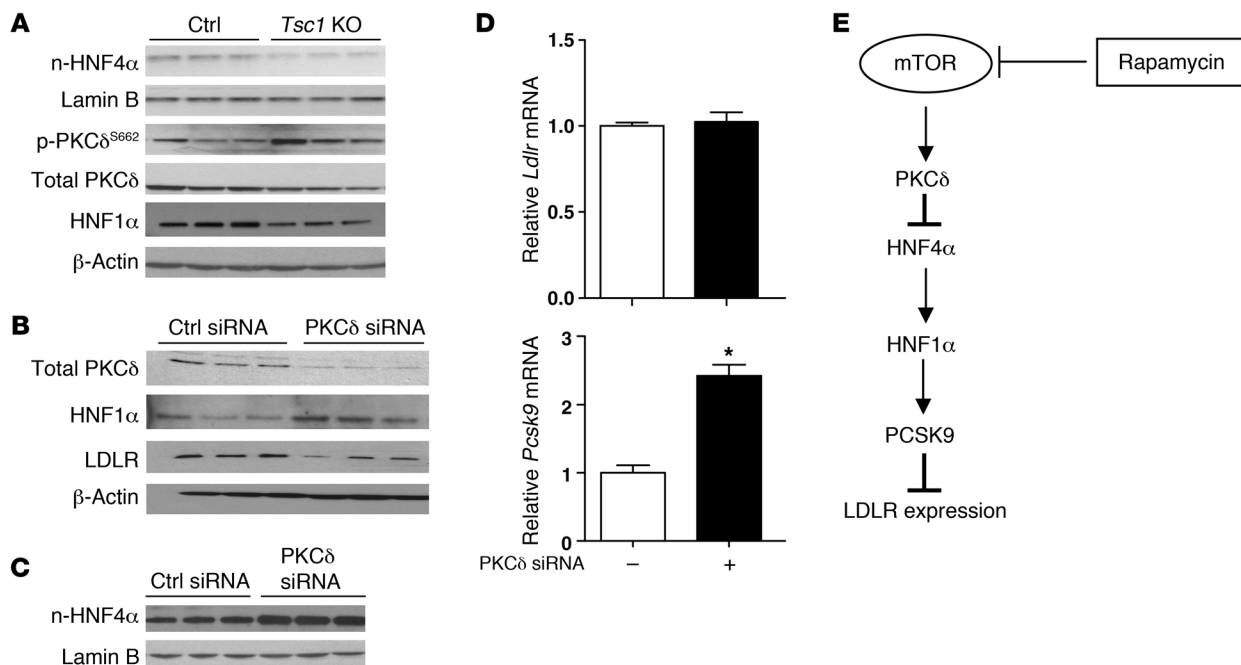 A
Ctrl
Tsc1 KO
n-HNF4α
Lamin B
p-PKCδS662
Total PKCδ
HNF1α
β-Actin
B
Ctrl siRNA
PKCδ siRNA
Total PKCδ
HNF1α
LDLR
β-Actin
C
Ctrl siRNA
PKCδ
siRNA
n-HNF4α
Lamin B
D
Relative Ldlr mRNA
1.5
1.0
0.5
0.0
Relative Pcsk9 mRNA
3
2
1
0
*
PKCδ siRNA – +
E
mTOR
Rapamycin
PKCδ
HNF4α
HNF1α
PCSK9
LDLR expression